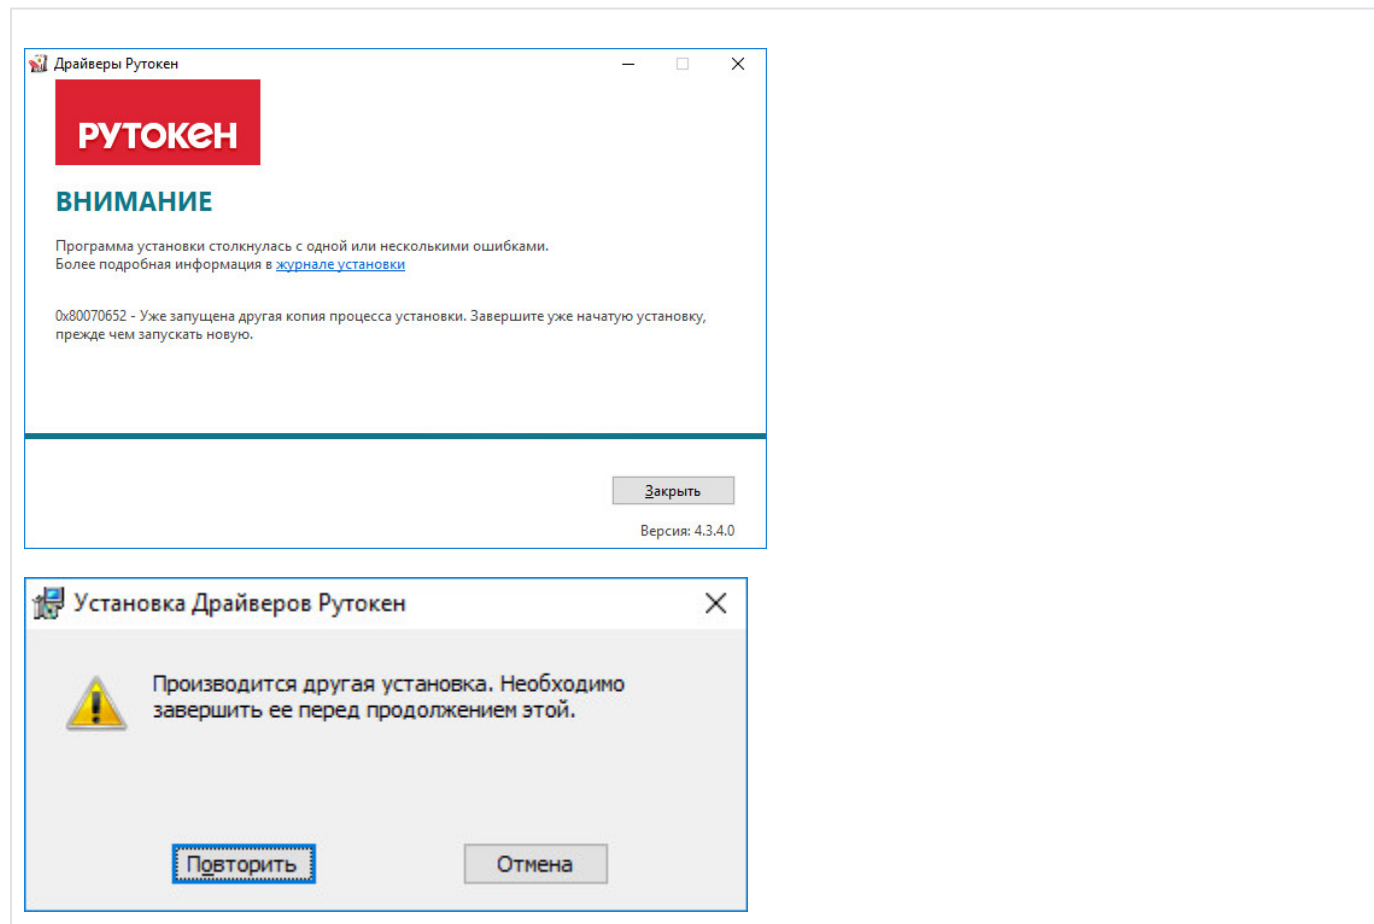 Драйверы Рутокен
РУТОКЕН
ВНИМАНИЕ
Программа установки столкнулась с одной или несколькими ошибками.
Более подробная информация в журнале установки
0x80070652 - Уже запущена другая копия процесса установки. Завершите уже начатую установку,
прежде чем запускать новую.
Закрыть
Версия: 4.3.4.0
Установка Драйверов Рутокен
Производится другая установка. Необходимо
завершить ее перед продолжением этой.
Повторить
Отмена